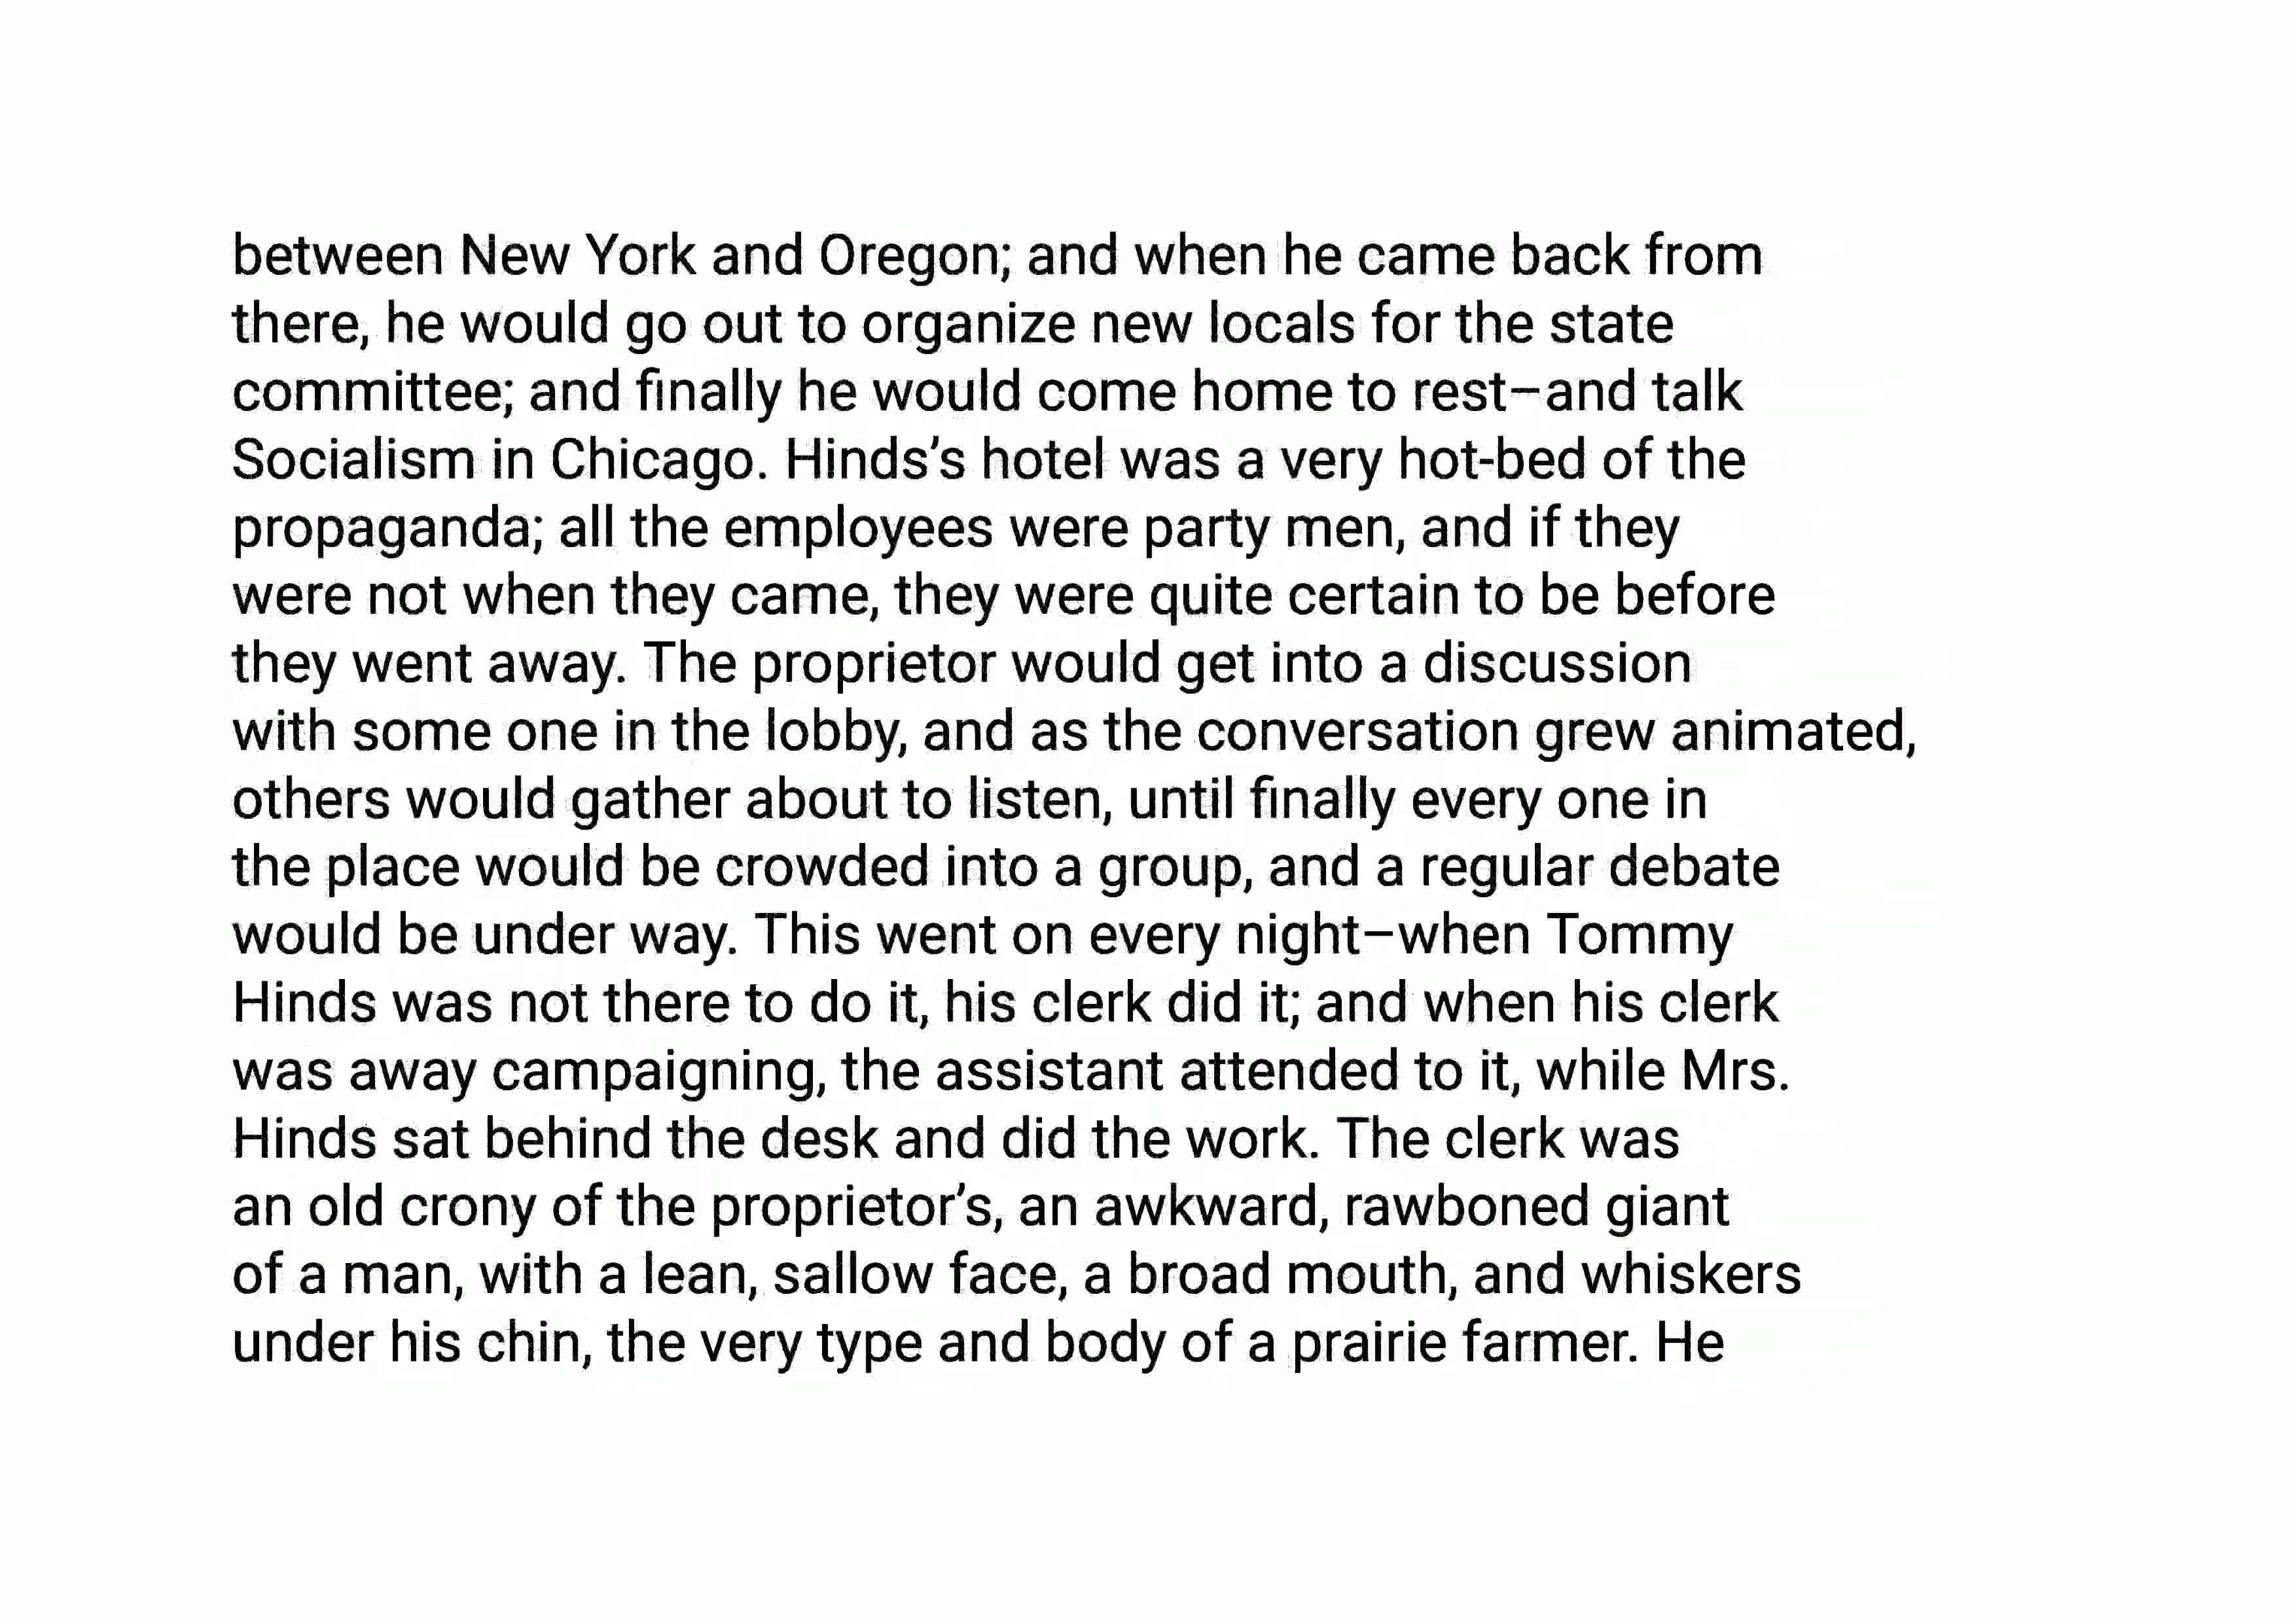 between New York and Oregon; and when he came back from
there, he would go out to organize new locals for the state
committee; and finally he would come home to rest–and talk
Socialism in Chicago. Hinds’s hotel was a very hot-bed of the
propaganda; all the employees were party men, and if they
were not when they came, they were quite certain to be before
they went away. The proprietor would get into a discussion
with some one in the lobby, and as the conversation grew animated,
others would gather about to listen, until finally every one in
the place would be crowded into a group, and a regular debate
would be under way. This went on every night–when Tommy
Hinds was not there to do it, his clerk did it; and when his clerk
was away campaigning, the assistant attended to it, while Mrs.
Hinds sat behind the desk and did the work. The clerk was
an old crony of the proprietor’s, an awkward, rawboned giant
of a man, with a lean, sallow face, a broad mouth, and whiskers
under his chin, the very type and body of a prairie farmer. He